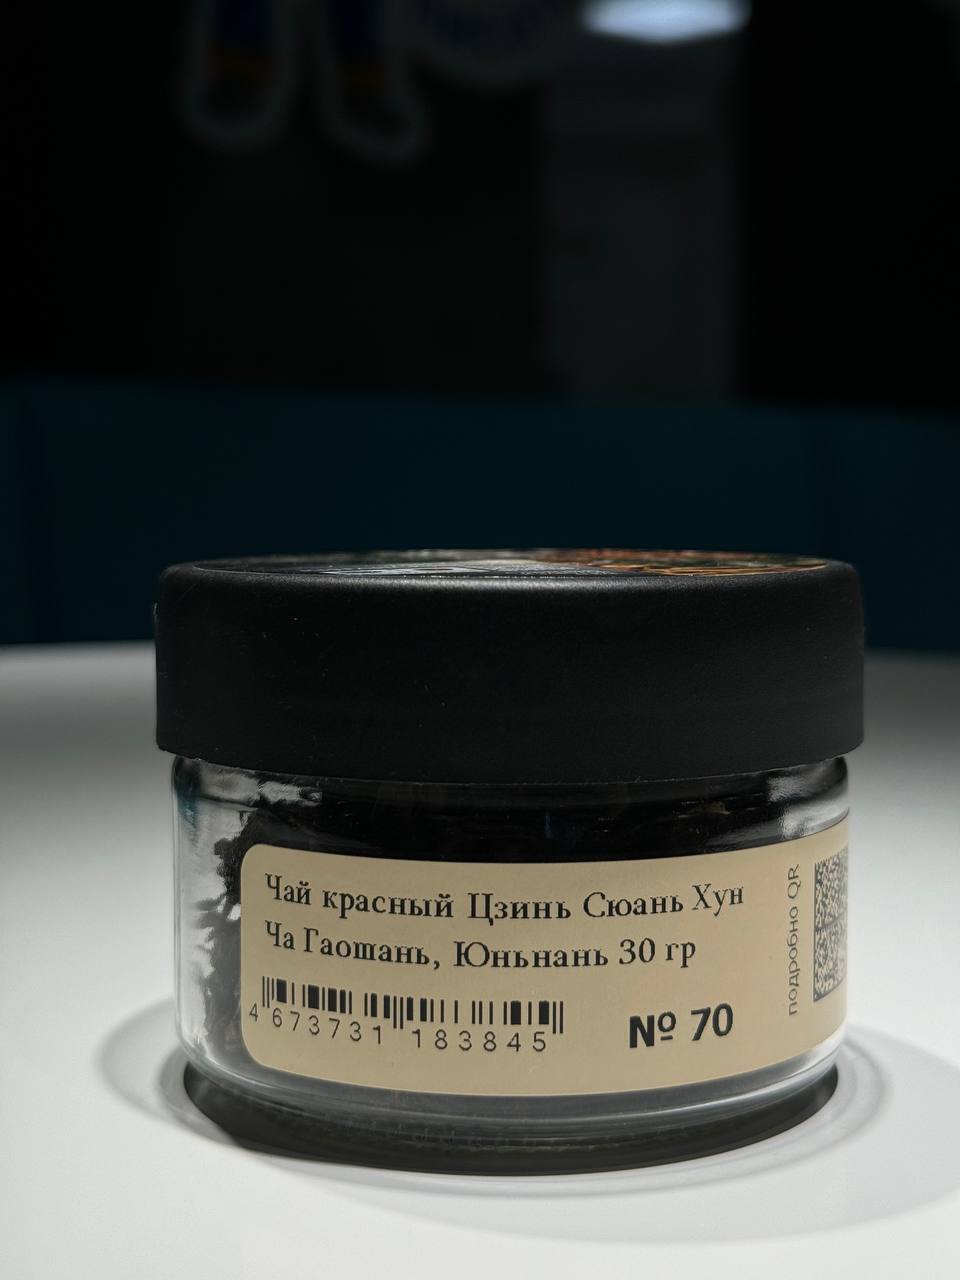 Чай красный Цзинь Сюань Хун
Ча Гаошань, Юньнань 30 гр
4 673731 183845
№ 70
подробно QR